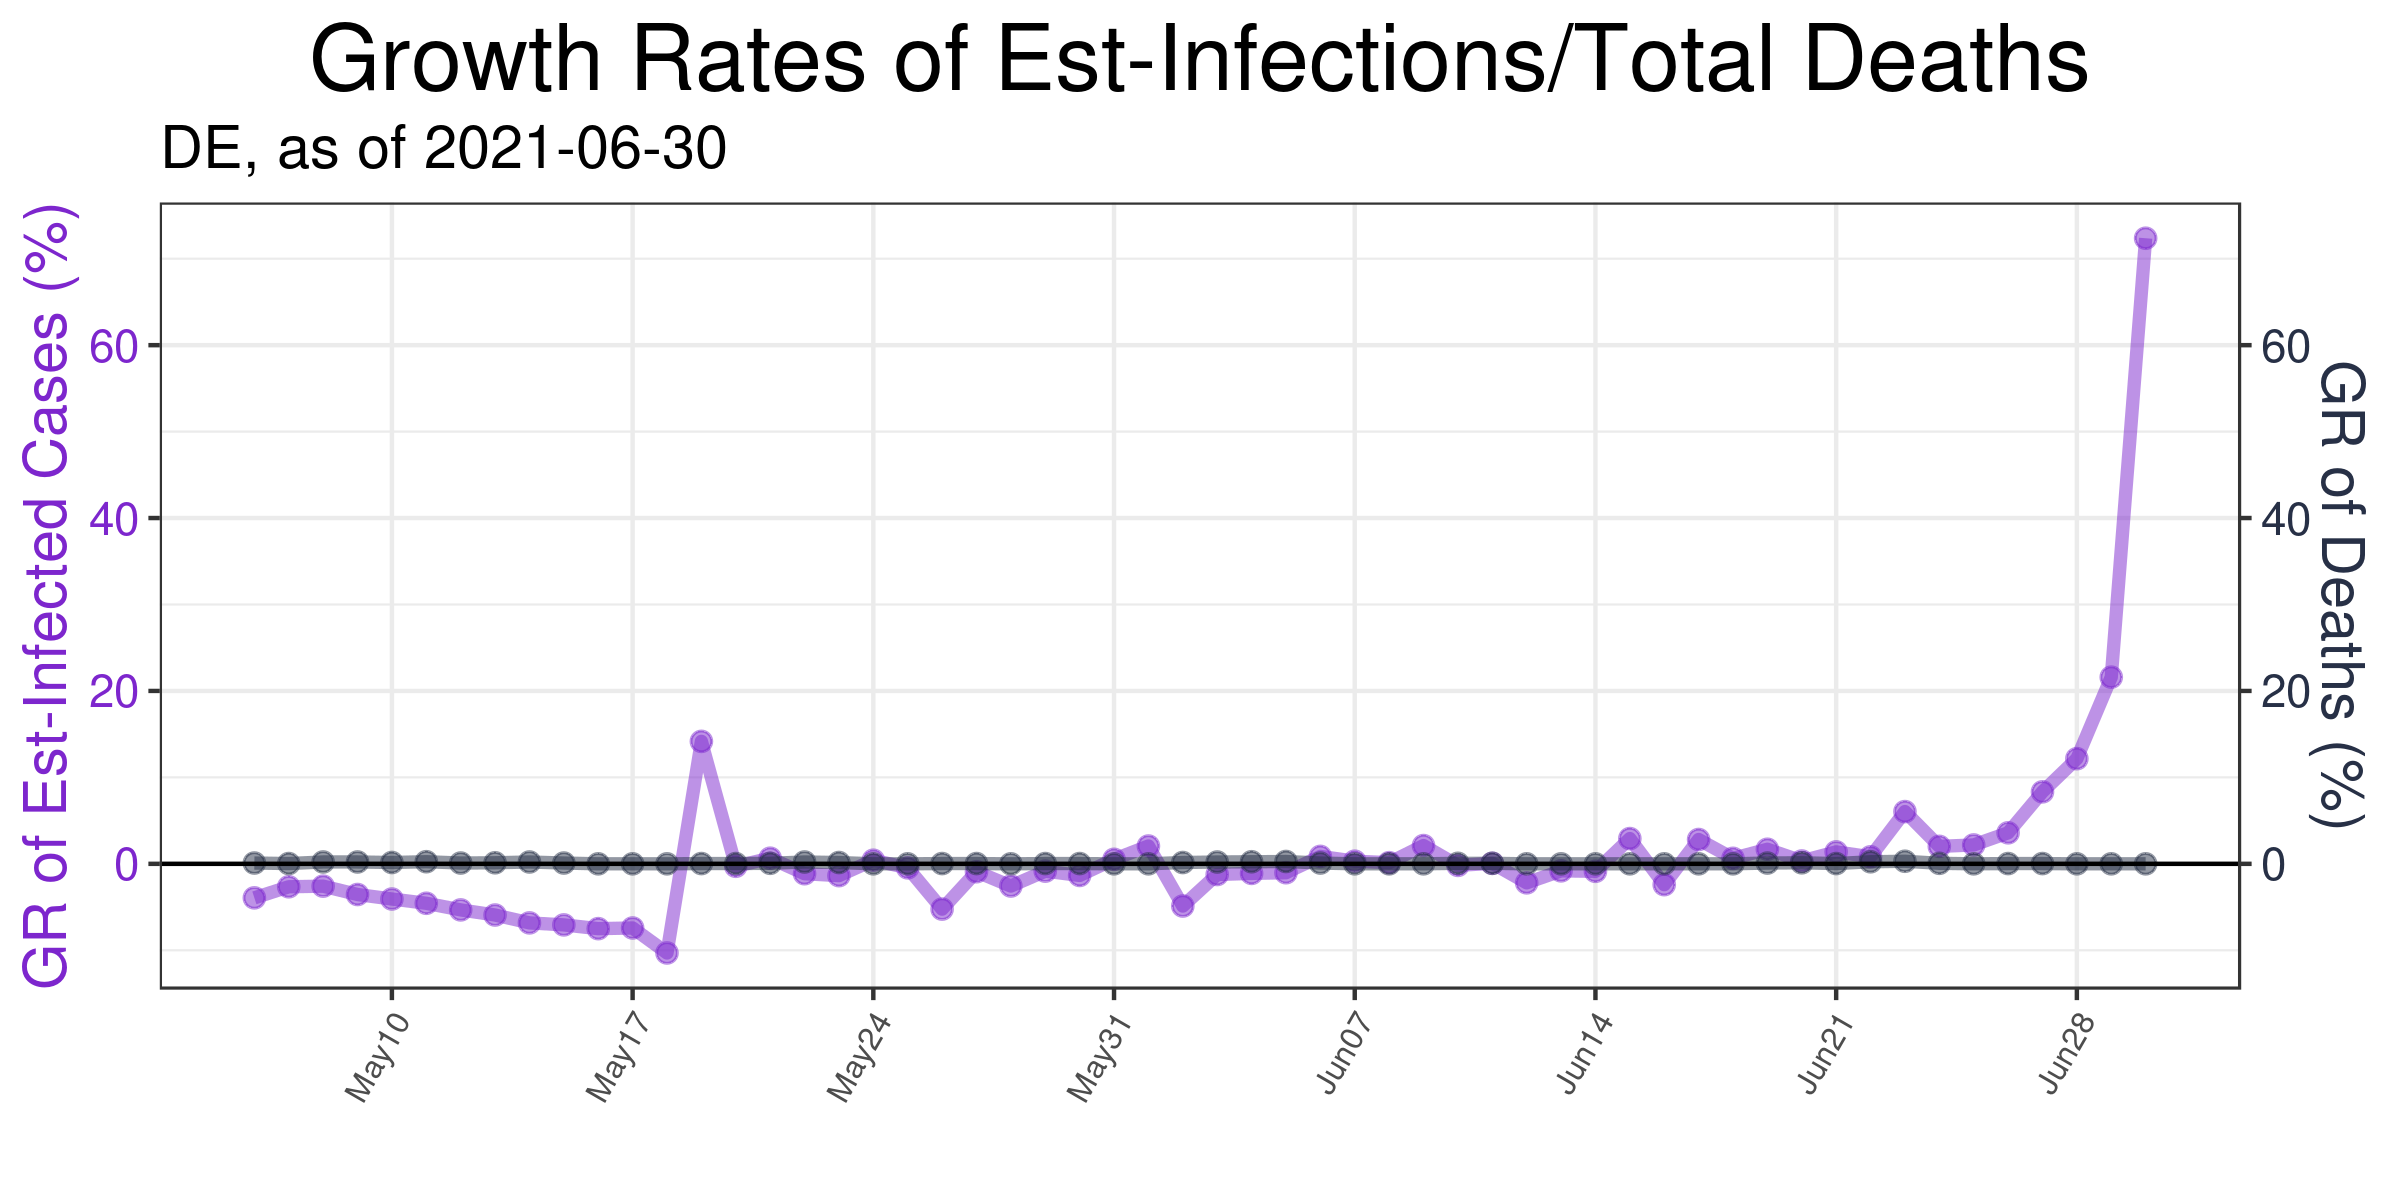 Growth Rates of Est-Infections/Total Deaths
DE, as of 2021-06-30
GR of Est-Infected Cases (%)
60
40
20
0
60
40
20
0
GR of Deaths (%)
May10
May17
May24
May31
Jun07
Jun14
Jun21
Jun28